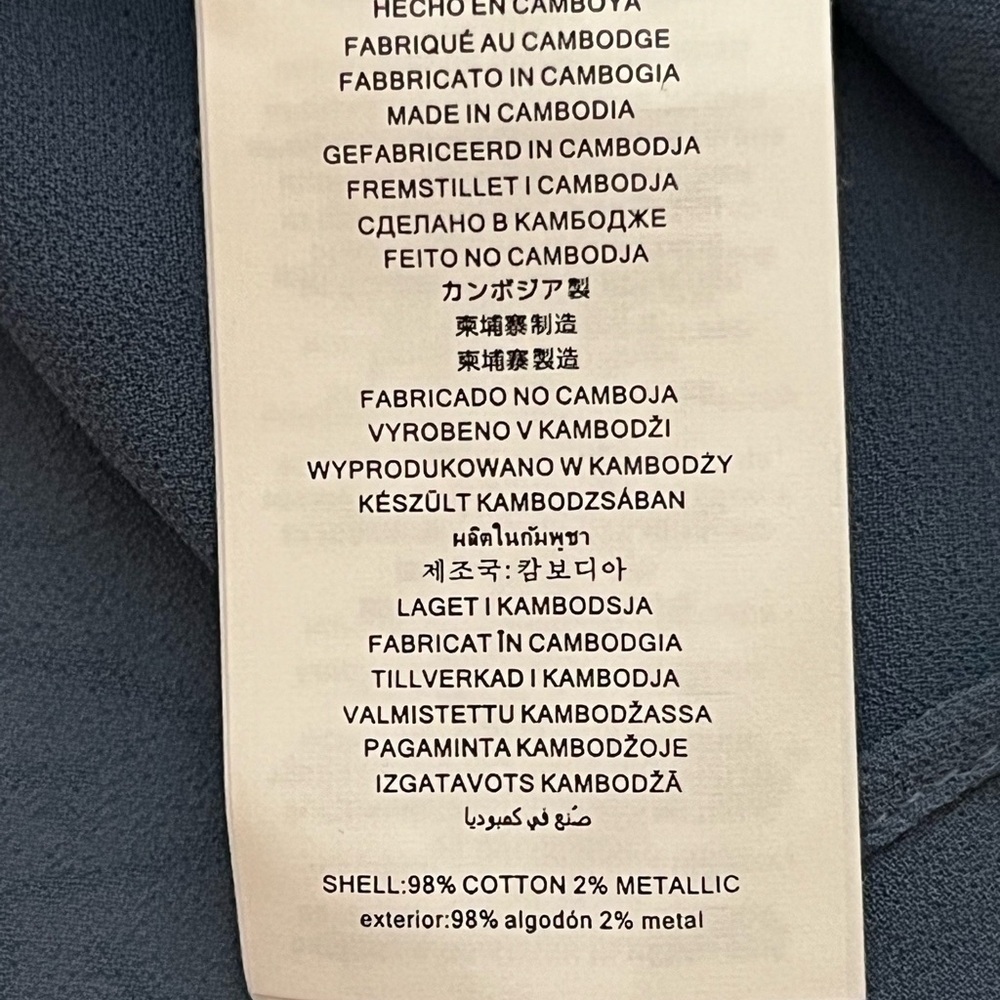 HECHO EN CAMBOYA
FABRIQUÉ AU CAMBODGE
FABBRICATO IN CAMBOGIA
MADE IN CAMBODIA
GEFABRICEERD IN CAMBODJA
FREMSTILLET I CAMBODJA
СДЕЛАНО В КАМБОДЖЕ
FEITO NO CAMBODJA
カンボジア製
柬埔寨制造
柬埔寨製造
FABRICADO NO CAMBOJA
VYROBENO V KAMBODŽI
WYPRODUKOWANO W KAMBODŻY
KÉSZŪLT KAMBODZSÁBAN
ผลิตในกัมพูชา
제조국:캄보디아
LAGET I KAMBODSJA
FABRICAT ÎN CAMBODGIA
TILLVERKAD I KAMBODJA
VALMISTETTU KAMBODŽASSA
PAGAMINTA KAMBODŽOJE
IZGATAVOTS KAMBODŽĀ
صُنع في كمبوديا
SHELL:98% COTTON 2% METALLIC
exterior:98% algodón 2% metal